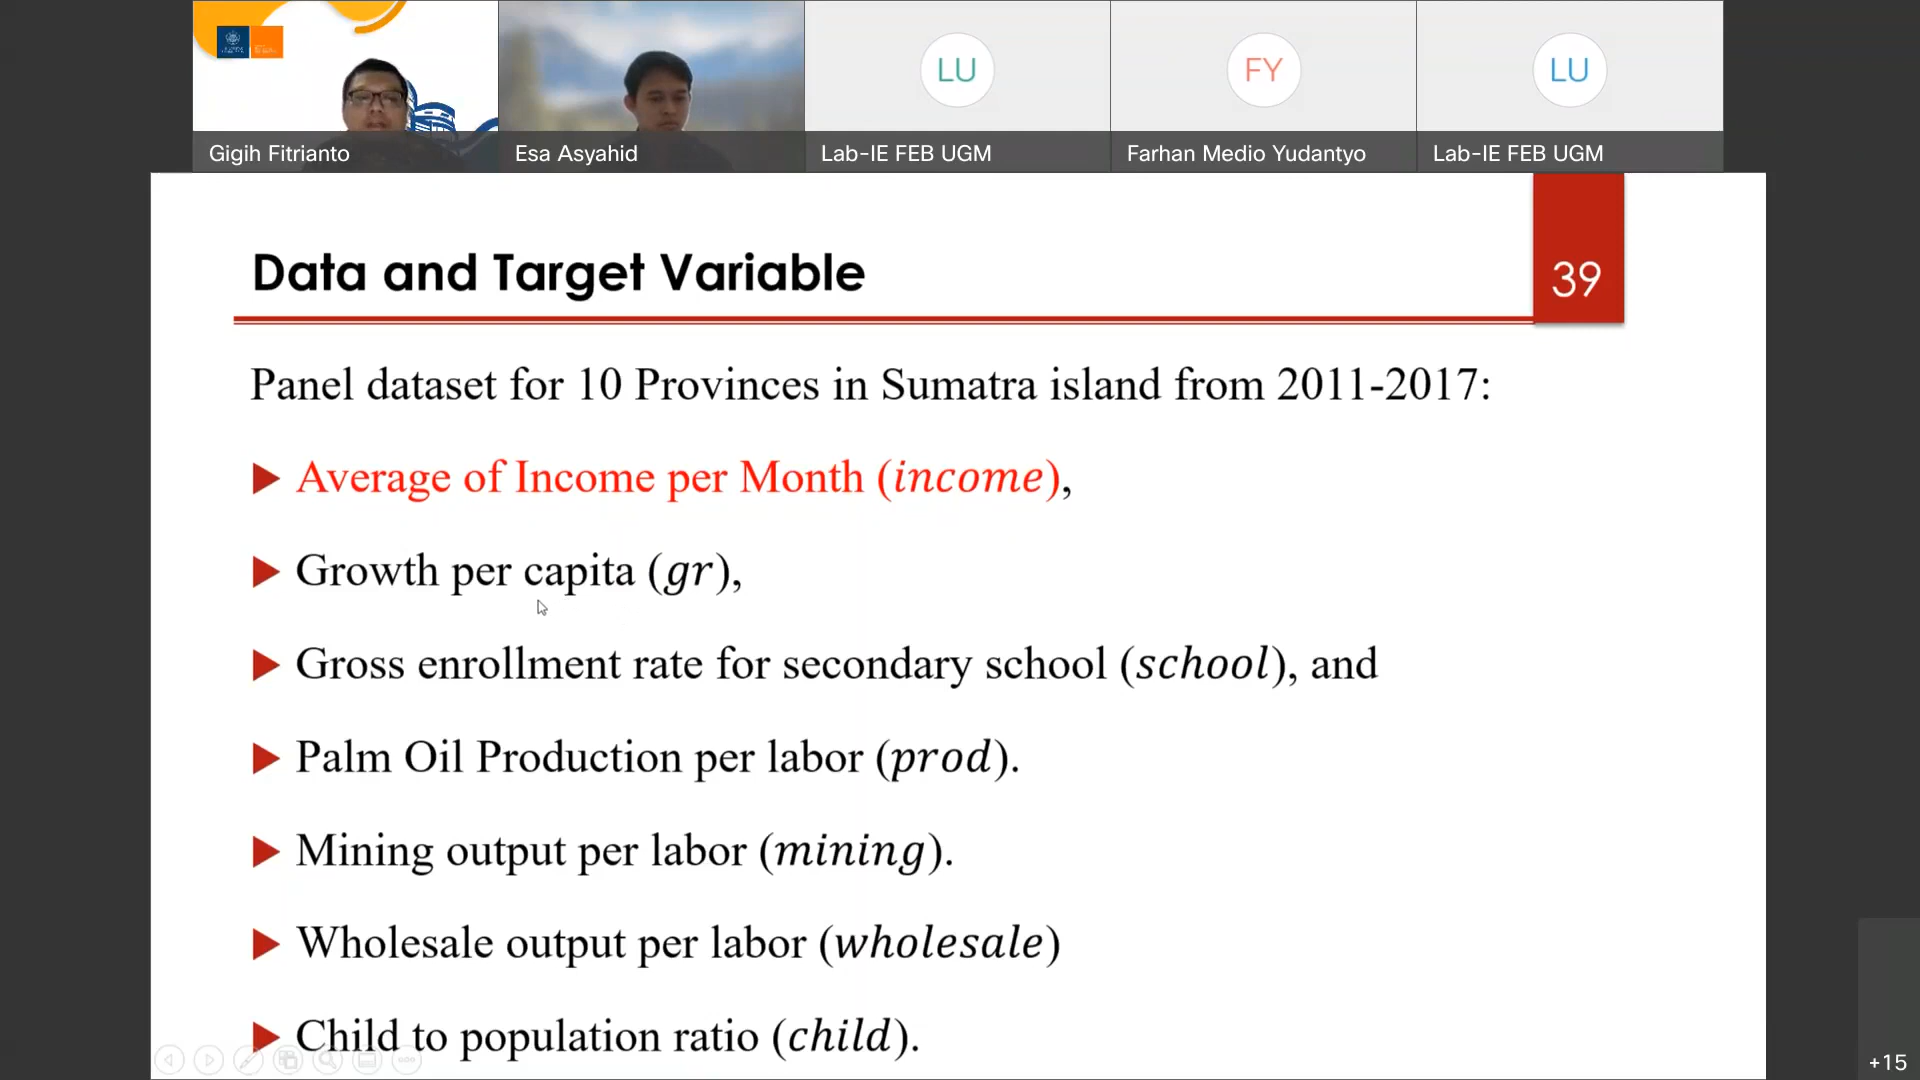 LU
FY
LU
Gigih Fitrianto
Esa Asyahid
Lab-IE FEB UGM
Farhan Medio Yudantyo
Lab-IE FEB UGM
Data and Target Variable
39
Panel dataset for 10 Provinces in Sumatra island from 2011-2017:
Average of Income per Month (income),
Growth per capita (gr),
Gross enrollment rate for secondary school (school), and
Palm Oil Production per labor (prod).
Mining output per labor (mining).
Wholesale output per labor (wholesale)
Child to population ratio (child).
+15